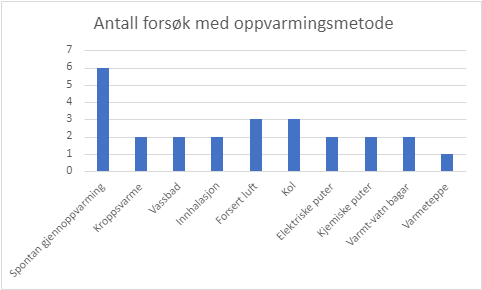 Antall forsøk med oppvarmingsmetode
7
6
5
4
3
2
1
0
Spontan gjennoppvarming
Kroppsvarme
Vassbad
Innhalasjon
Forsert luft
Kol
Elektriske puter
Kjemiske puter
Varmt-vatn bagar
Varmeteppe